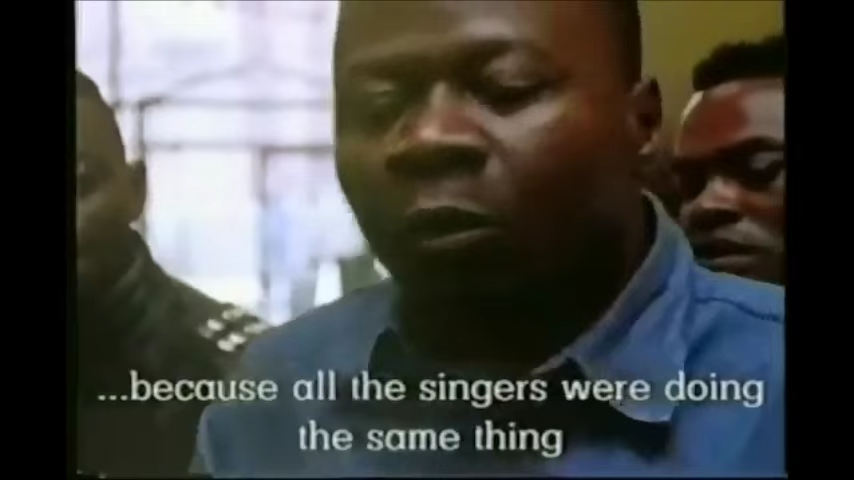 ...because all the singers were doing
the same thing